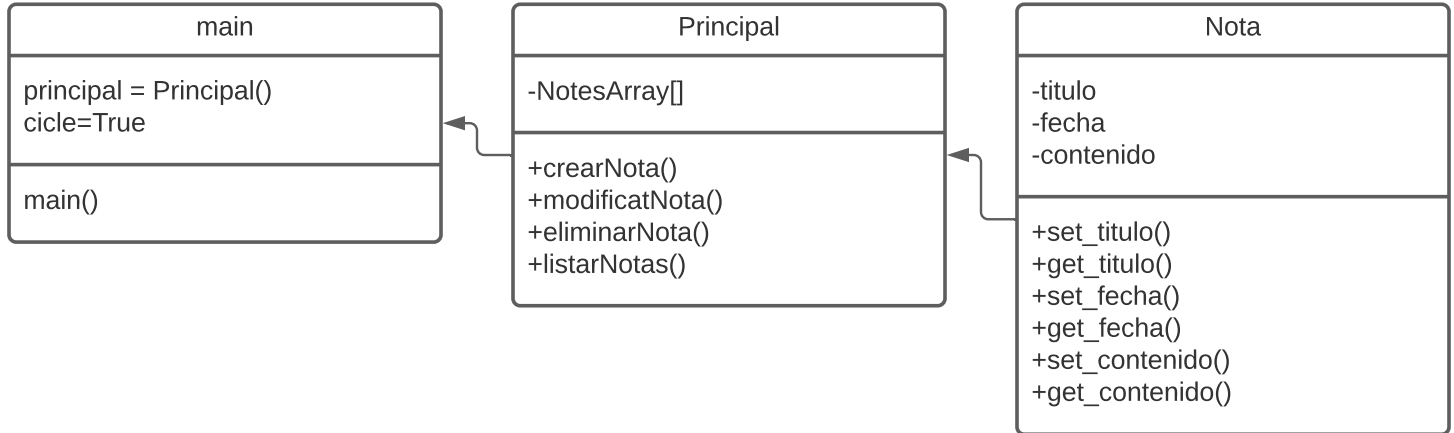 main
principal = Principal()
cicle=True
main()
Principal
-NotesArray[]
+crearNota()
+modificatNota()
+eliminarNota()
+listarNotas()
Nota
-titulo
-fecha
-contenido
+set_titulo()
+get_titulo()
+set_fecha()
+get_fecha()
+set_contenido()
+get_contenido()